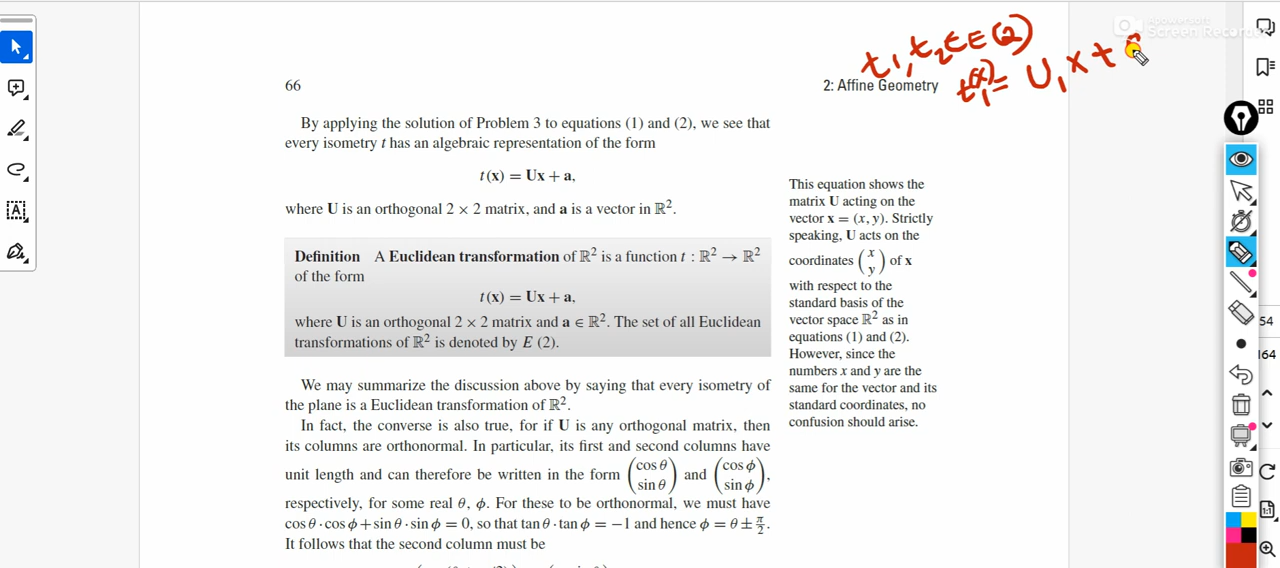 Apowersoft
Screen Recorder
t₁, t₂ ∈ E(2)
t₁(x) = U₁ x +
66
2: Affine Geometry
By applying the solution of Problem 3 to equations (1) and (2), we see that
every isometry t has an algebraic representation of the form
t(x) = Ux + a,
where U is an orthogonal 2 × 2 matrix, and a is a vector in ℝ².
Definition A Euclidean transformation of ℝ² is a function t : ℝ² → ℝ²
of the form
t(x) = Ux + a,
where U is an orthogonal 2 × 2 matrix and a ∈ ℝ². The set of all Euclidean
transformations of ℝ² is denoted by E (2).
We may summarize the discussion above by saying that every isometry of
the plane is a Euclidean transformation of ℝ².
In fact, the converse is also true, for if U is any orthogonal matrix, then
its columns are orthonormal. In particular, its first and second columns have
unit length and can therefore be written in the form (cos θ sin θ) and (cos ϕ sin ϕ),
respectively, for some real θ, ϕ. For these to be orthonormal, we must have
cos θ · cos ϕ + sin θ · sin ϕ = 0, so that tan θ · tan ϕ = −1 and hence ϕ = θ ± π/2.
It follows that the second column must be
This equation shows the
matrix U acting on the
vector x = (x, y). Strictly
speaking, U acts on the
coordinates (x y) of x
with respect to the
standard basis of the
vector space ℝ² as in
equations (1) and (2).
However, since the
numbers x and y are the
same for the vector and its
standard coordinates, no
confusion should arise.
54
164